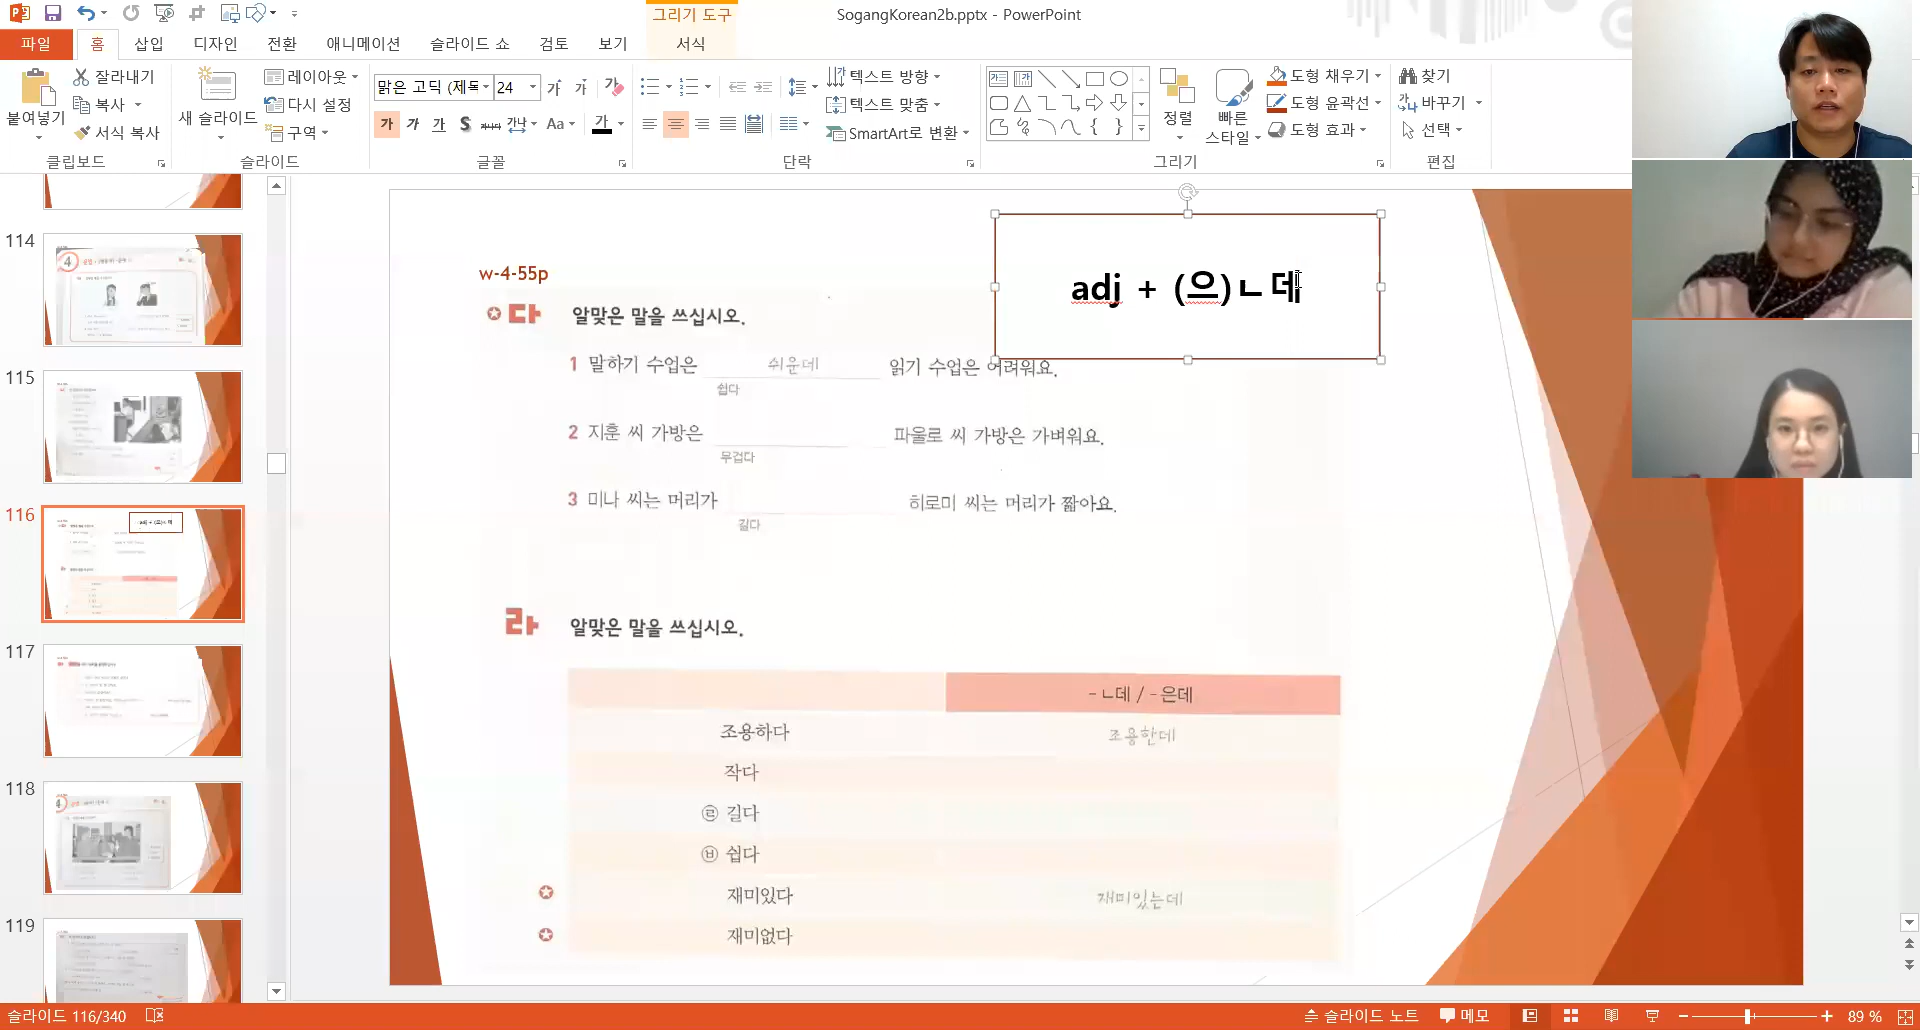 그리기 도구
SogangKorean2b.pptx - PowerPoint
파일 홈 삽입 디자인 전환 애니메이션 슬라이드 쇼 검토 보기 서식
붙여넣기
잘라내기
복사
서식 복사
클립보드
새 슬라이드
레이아웃
다시 설정
구역
슬라이드
맑은 고딕 (제목 24
글꼴
텍스트 방향
텍스트 맞춤
SmartArt로 변환
단락
정렬
빠른
스타일
도형 채우기
도형 윤곽선
도형 효과
그리기
찾기
바꾸기
선택
편집
114
115
116
117
118
119
adj + (으)ㄴ데
w-4-55p
다 알맞은 말을 쓰십시오.
1 말하기 수업은 쉬운데 읽기 수업은 어려워요.
쉽다
2 지훈 씨 가방은 파울로 씨 가방은 가벼워요.
무겁다
3 미나 씨는 머리가 히로미 씨는 머리가 짧아요.
길다
라 알맞은 말을 쓰십시오.
-ㄴ데 / -은데
조용하다 조용한데
작다
ㄹ 길다
ㅂ 쉽다
재미있다 재미있는데
재미없다
슬라이드 116/340
슬라이드 노트 메모 89 %